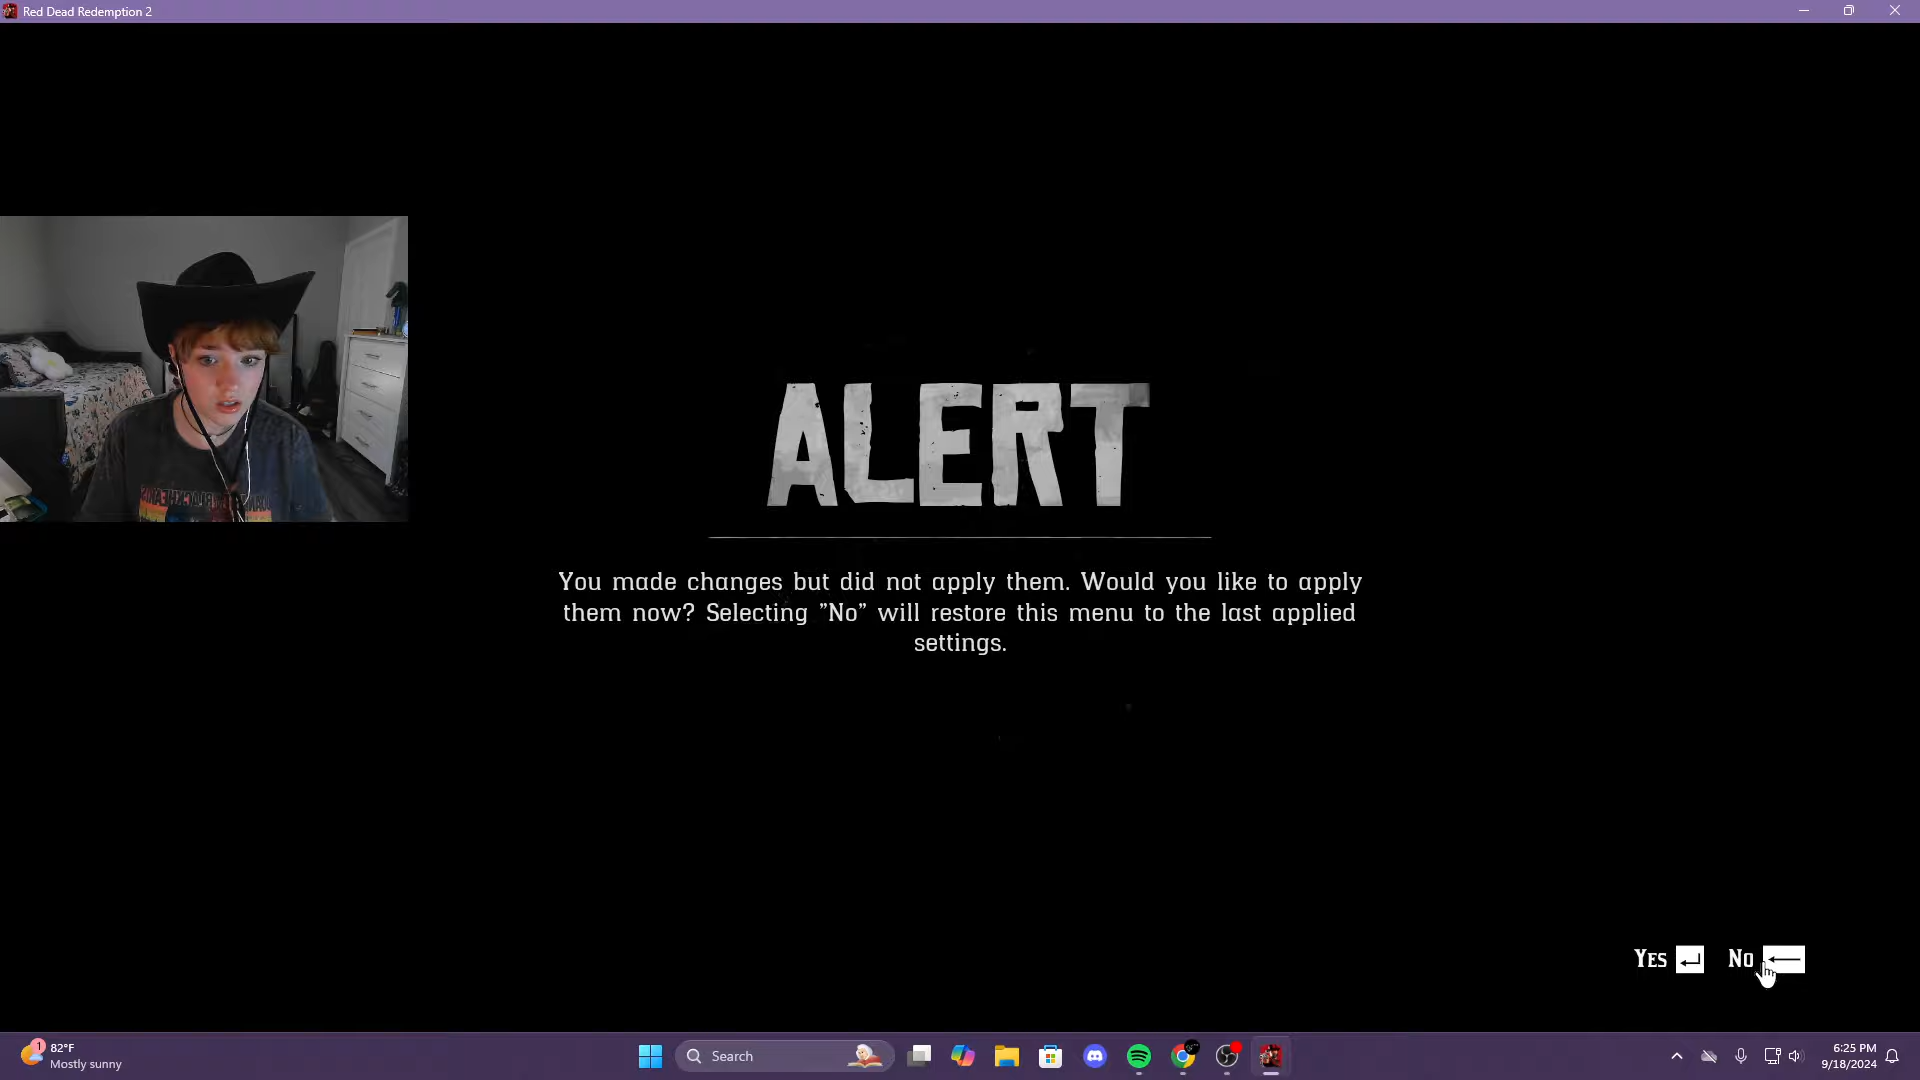 Red Dead Redemption 2
ALERT
You made changes but did not apply them. Would you like to apply
them now? Selecting "No" will restore this menu to the last applied
settings.
YES NO
1
82°F
Mostly sunny
Search
6:25 PM
9/18/2024